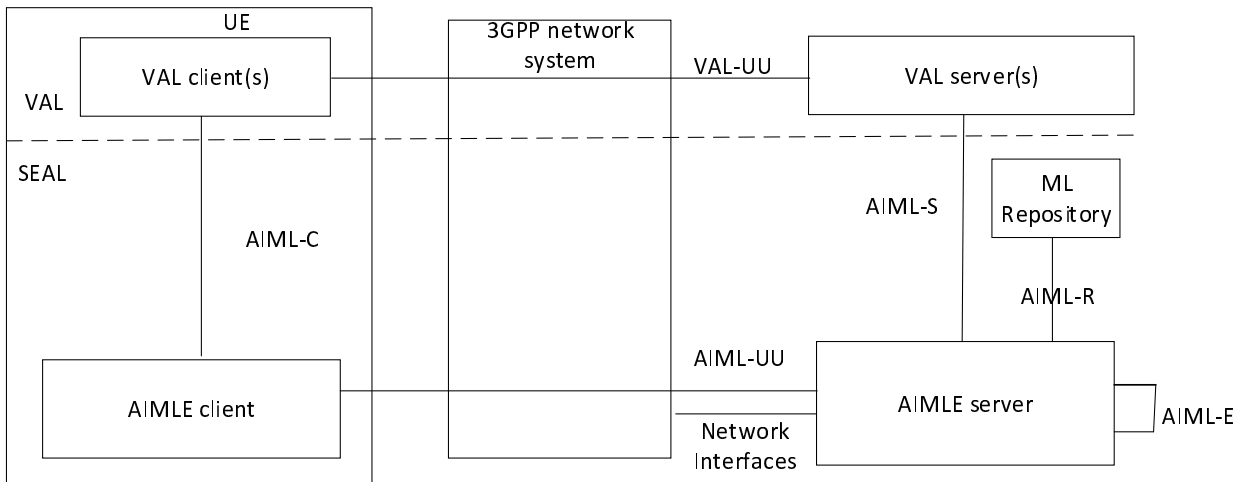 UE
3GPP network
system
VAL client(s)
VAL-UU
VAL server(s)
VAL
SEAL
ML
Repository
AIML-S
AIML-C
AIML-R
AIML-UU
AIMLE client
AIMLE server
AIML-E
Network
Interfaces